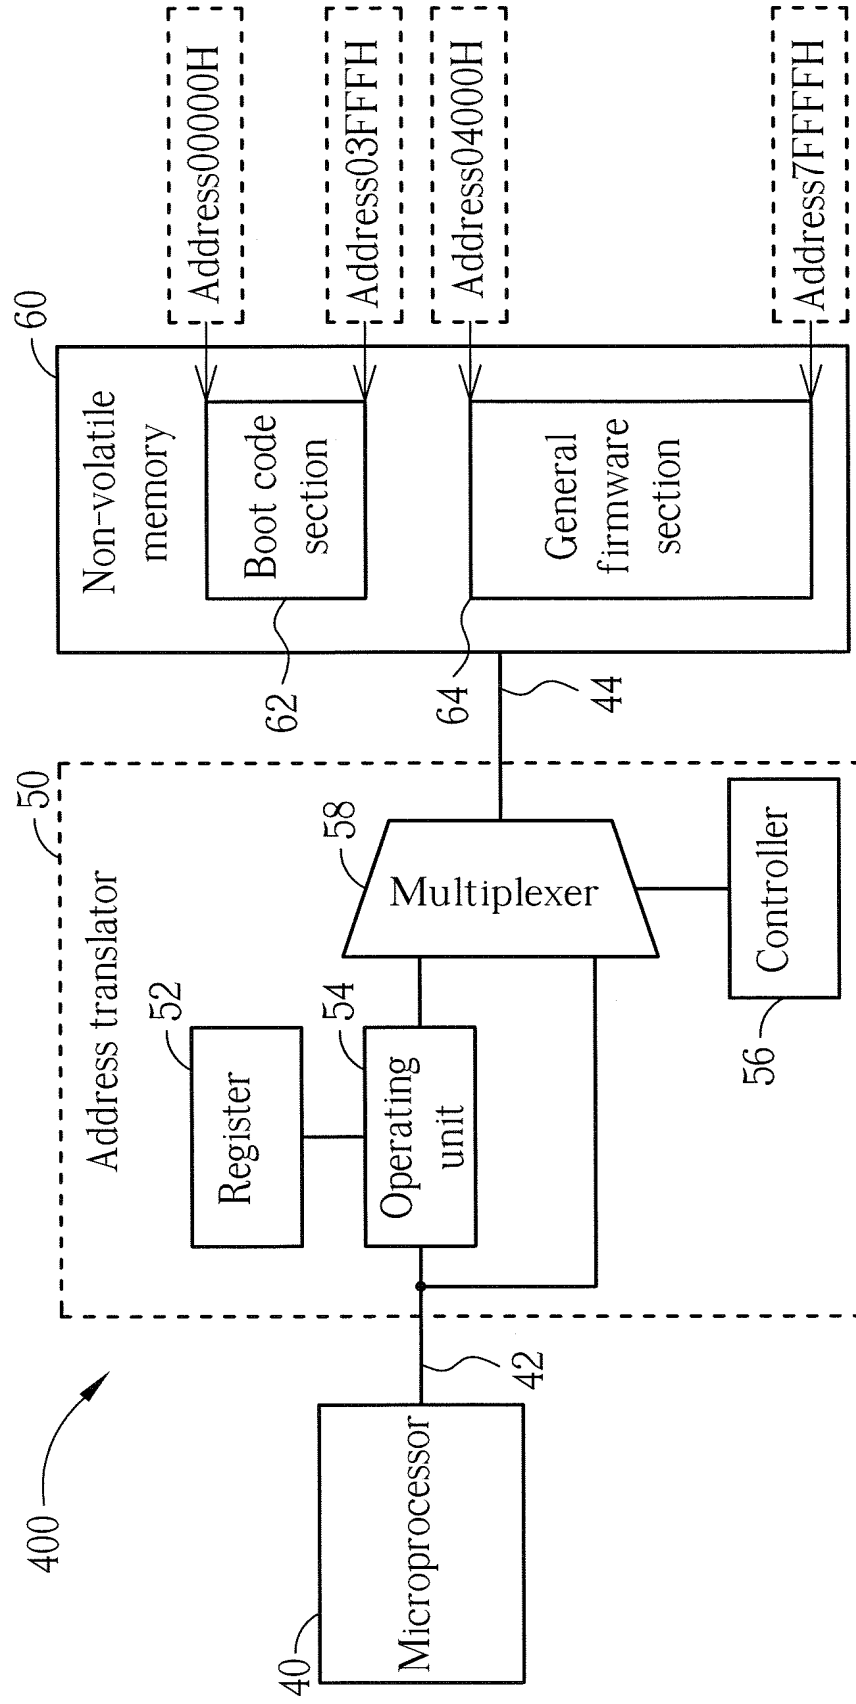 400
40
Microprocessor
42
50
Address translator
52
Register
54
Operating
unit
58
Multiplexer
56
Controller
44
60
Non-volatile
memory
62
Boot code
section
64
General
firmware
section
Address00000H
Address03FFFH
Address04000H
Address7FFFFH